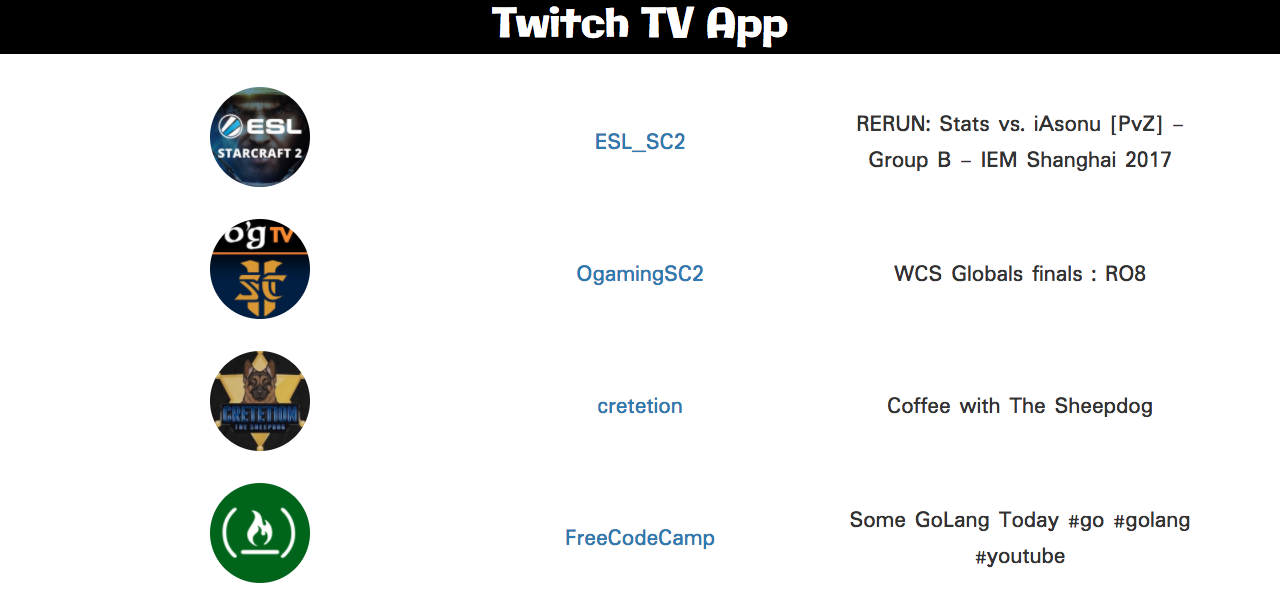 Twitch TV App
ESL
STARCRAFT 2
ESL_SC2
RERUN: Stats vs. iAsonu [PvZ] –
Group B – IEM Shanghai 2017
o'g TV
SC
OgamingSC2
WCS Globals finals : RO8
CRETETION
THE SHEEPDOG
cretetion
Coffee with The Sheepdog
FreeCodeCamp
Some GoLang Today #go #golang
#youtube